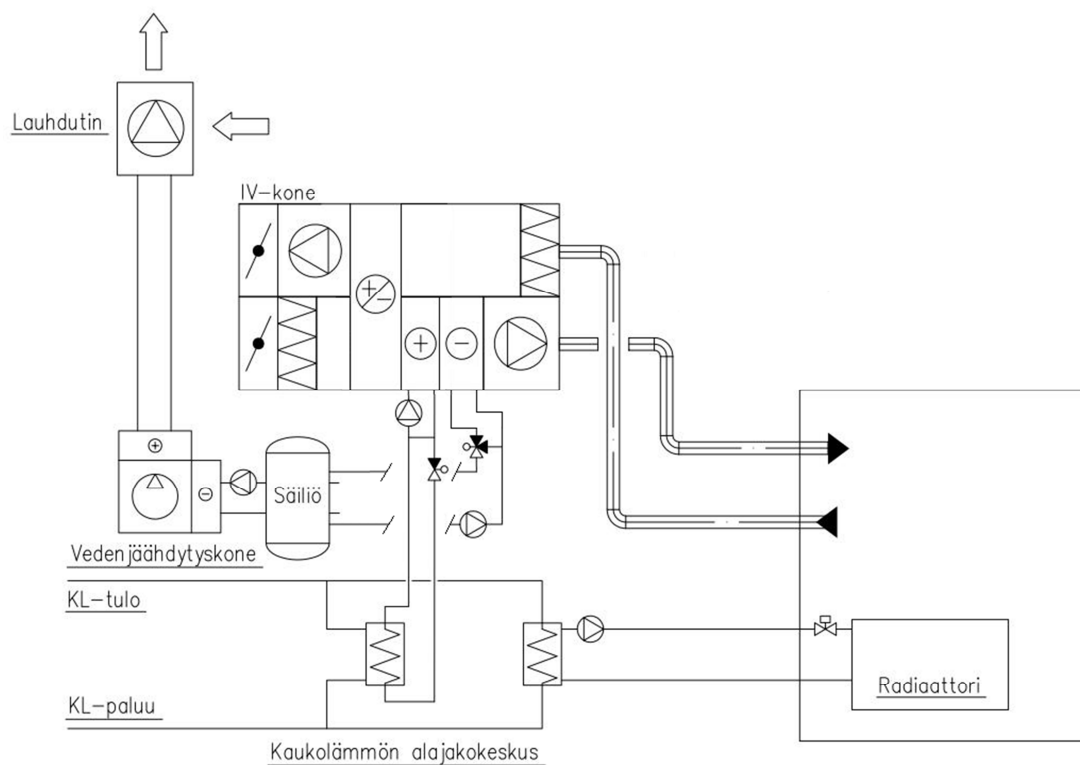 Lauhdutin
IV-kone
Säiliö
Vedenjäähdytyskone
KL-tulo
KL-paluu
Radiaattori
Kaukolämmön alajakokeskus